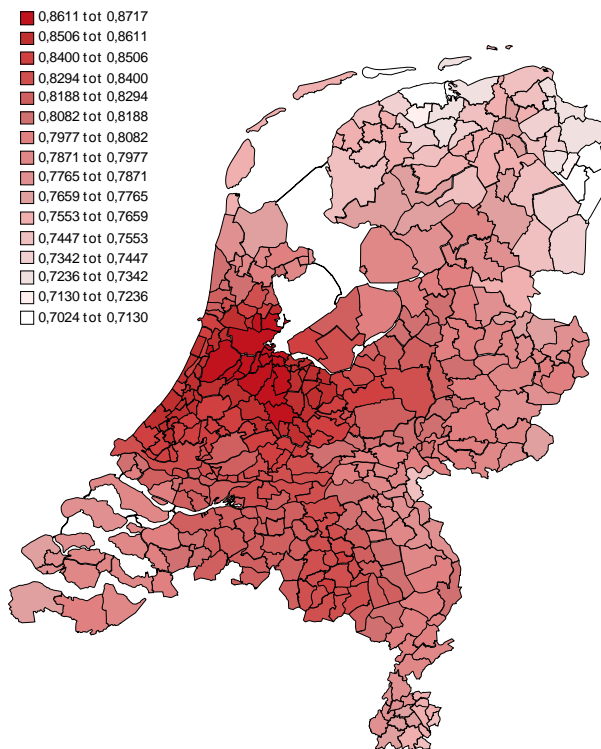 0,8611 tot 0,8717
0,8506 tot 0,8611
0,8400 tot 0,8506
0,8294 tot 0,8400
0,8188 tot 0,8294
0,8082 tot 0,8188
0,7977 tot 0,8082
0,7871 tot 0,7977
0,7765 tot 0,7871
0,7659 tot 0,7765
0,7553 tot 0,7659
0,7447 tot 0,7553
0,7342 tot 0,7447
0,7236 tot 0,7342
0,7130 tot 0,7236
0,7024 tot 0,7130